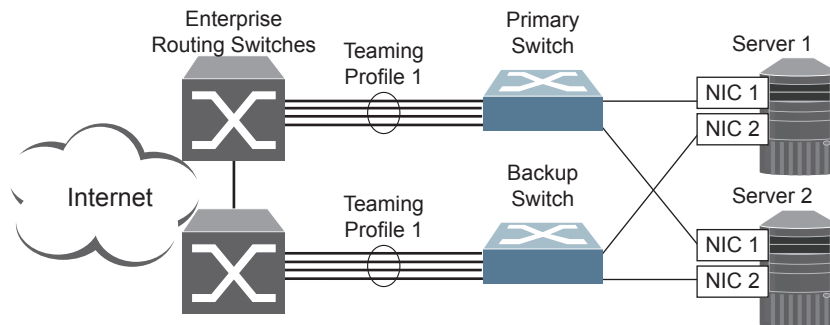 Enterprise
Routing Switches
Teaming
Profile 1
Primary
Switch
Server 1
NIC 1
NIC 2
Internet
Teaming
Profile 1
Backup
Switch
Server 2
NIC 1
NIC 2